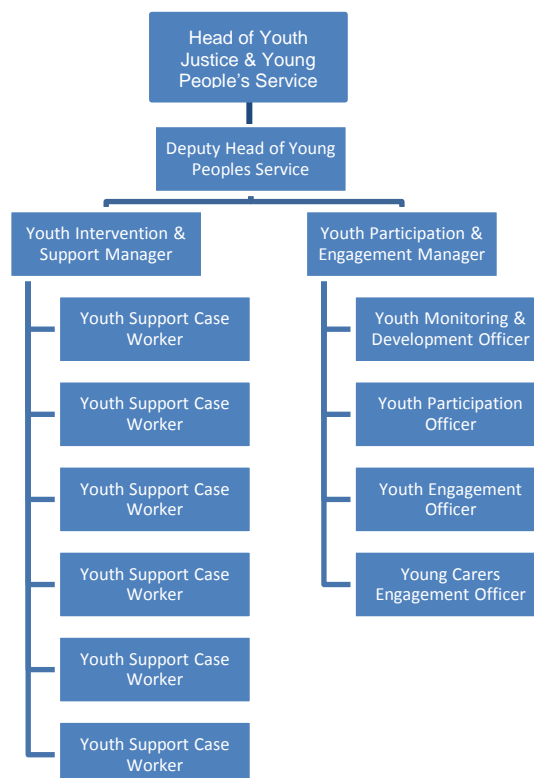 Head of Youth
Justice & Young
People's Service
Deputy Head of Young
Peoples Service
Youth Intervention &
Support Manager
Youth Support Case
Worker
Youth Support Case
Worker
Youth Support Case
Worker
Youth Support Case
Worker
Youth Support Case
Worker
Youth Support Case
Worker
Youth Participation &
Engagement Manager
Youth Monitoring &
Development Officer
Youth Participation
Officer
Youth Engagement
Officer
Young Carers
Engagement Officer